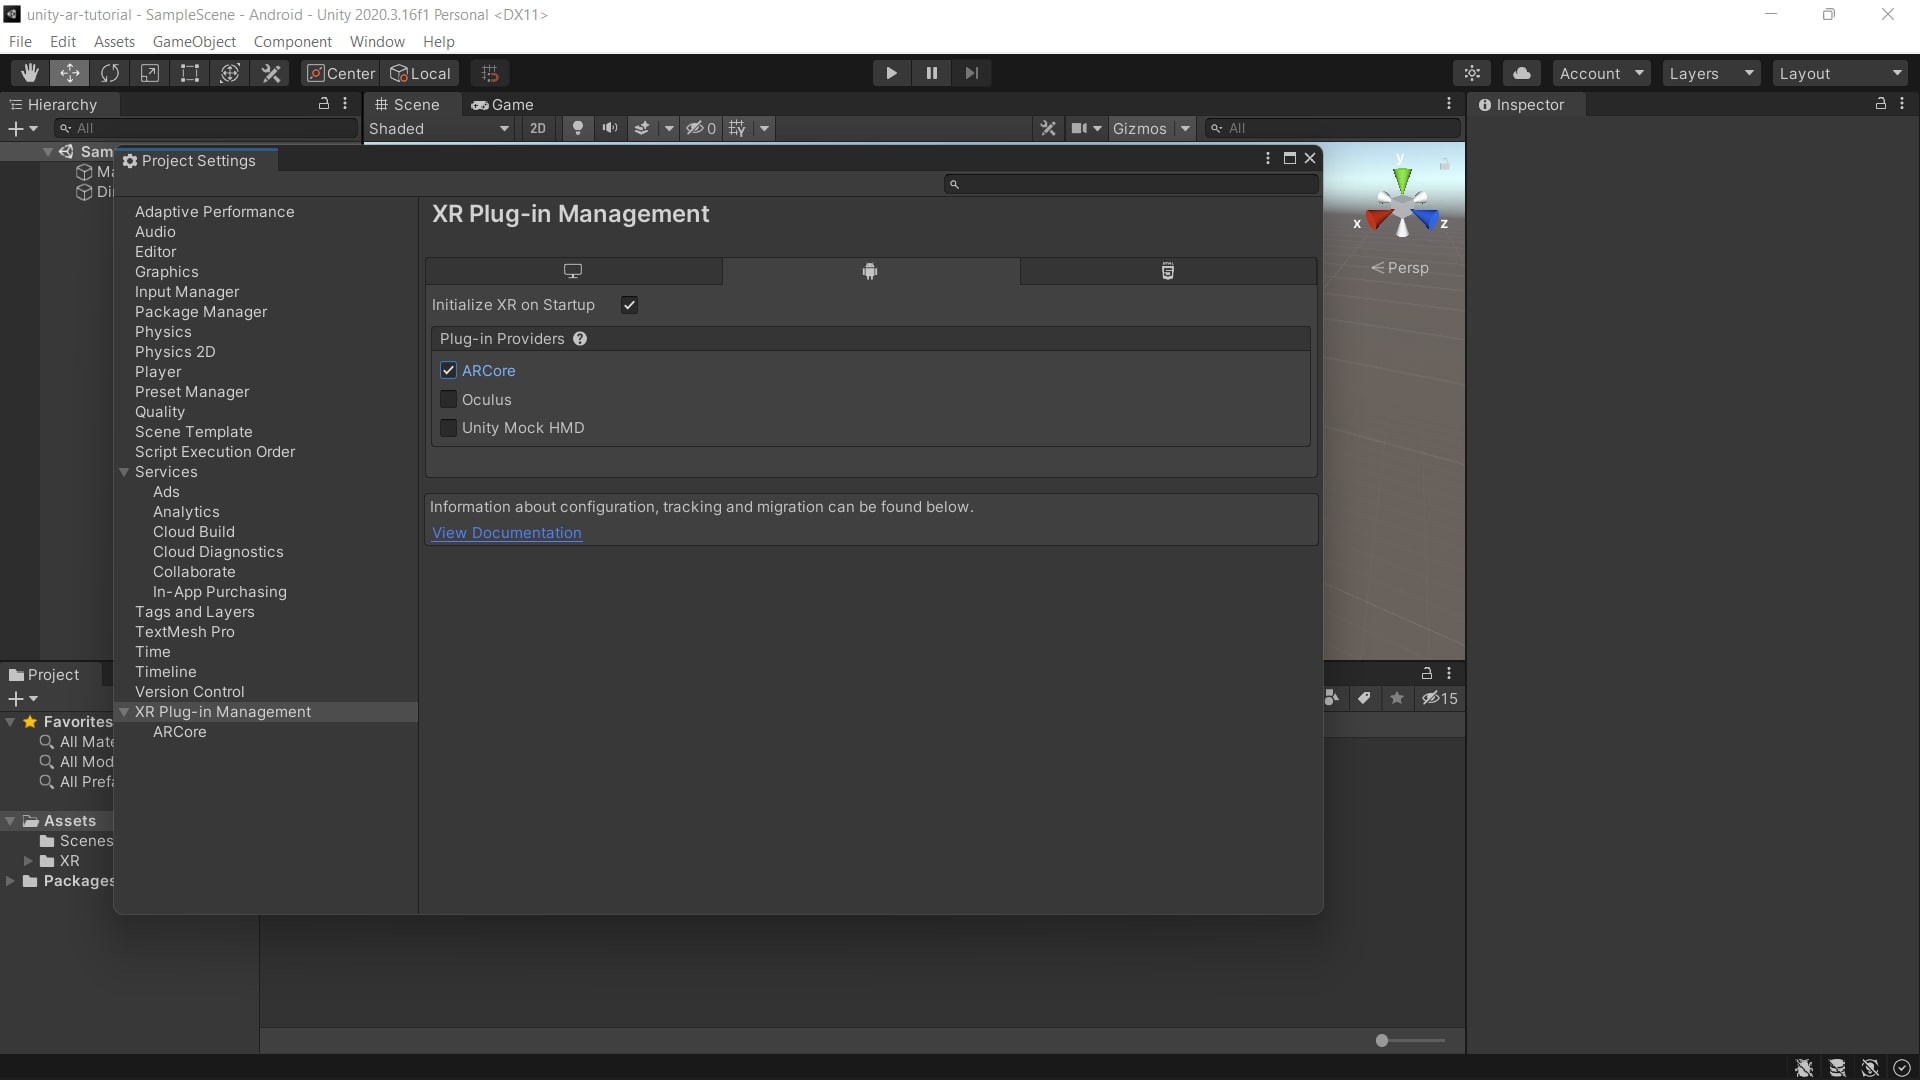 unity-ar-tutorial - SampleScene - Android - Unity 2020.3.16f1 Personal <DX11>
File Edit Assets GameObject Component Window Help
Center Local Account Layers Layout
Hierarchy Scene Game Inspector
All Shaded 2D 0 Gizmos All
Sam
Project Settings
Ma
Di
y
x
z
Persp
Adaptive Performance
Audio
Editor
Graphics
Input Manager
Package Manager
Physics
Physics 2D
Player
Preset Manager
Quality
Scene Template
Script Execution Order
Services
Ads
Analytics
Cloud Build
Cloud Diagnostics
Collaborate
In-App Purchasing
Tags and Layers
TextMesh Pro
Time
Timeline
Version Control
XR Plug-in Management
ARCore
XR Plug-in Management
Initialize XR on Startup
Plug-in Providers
ARCore
Oculus
Unity Mock HMD
Information about configuration, tracking and migration can be found below.
View Documentation
Project
15
Favorites
All Mate
All Mod
All Prefa
Assets
Scenes
XR
Packages